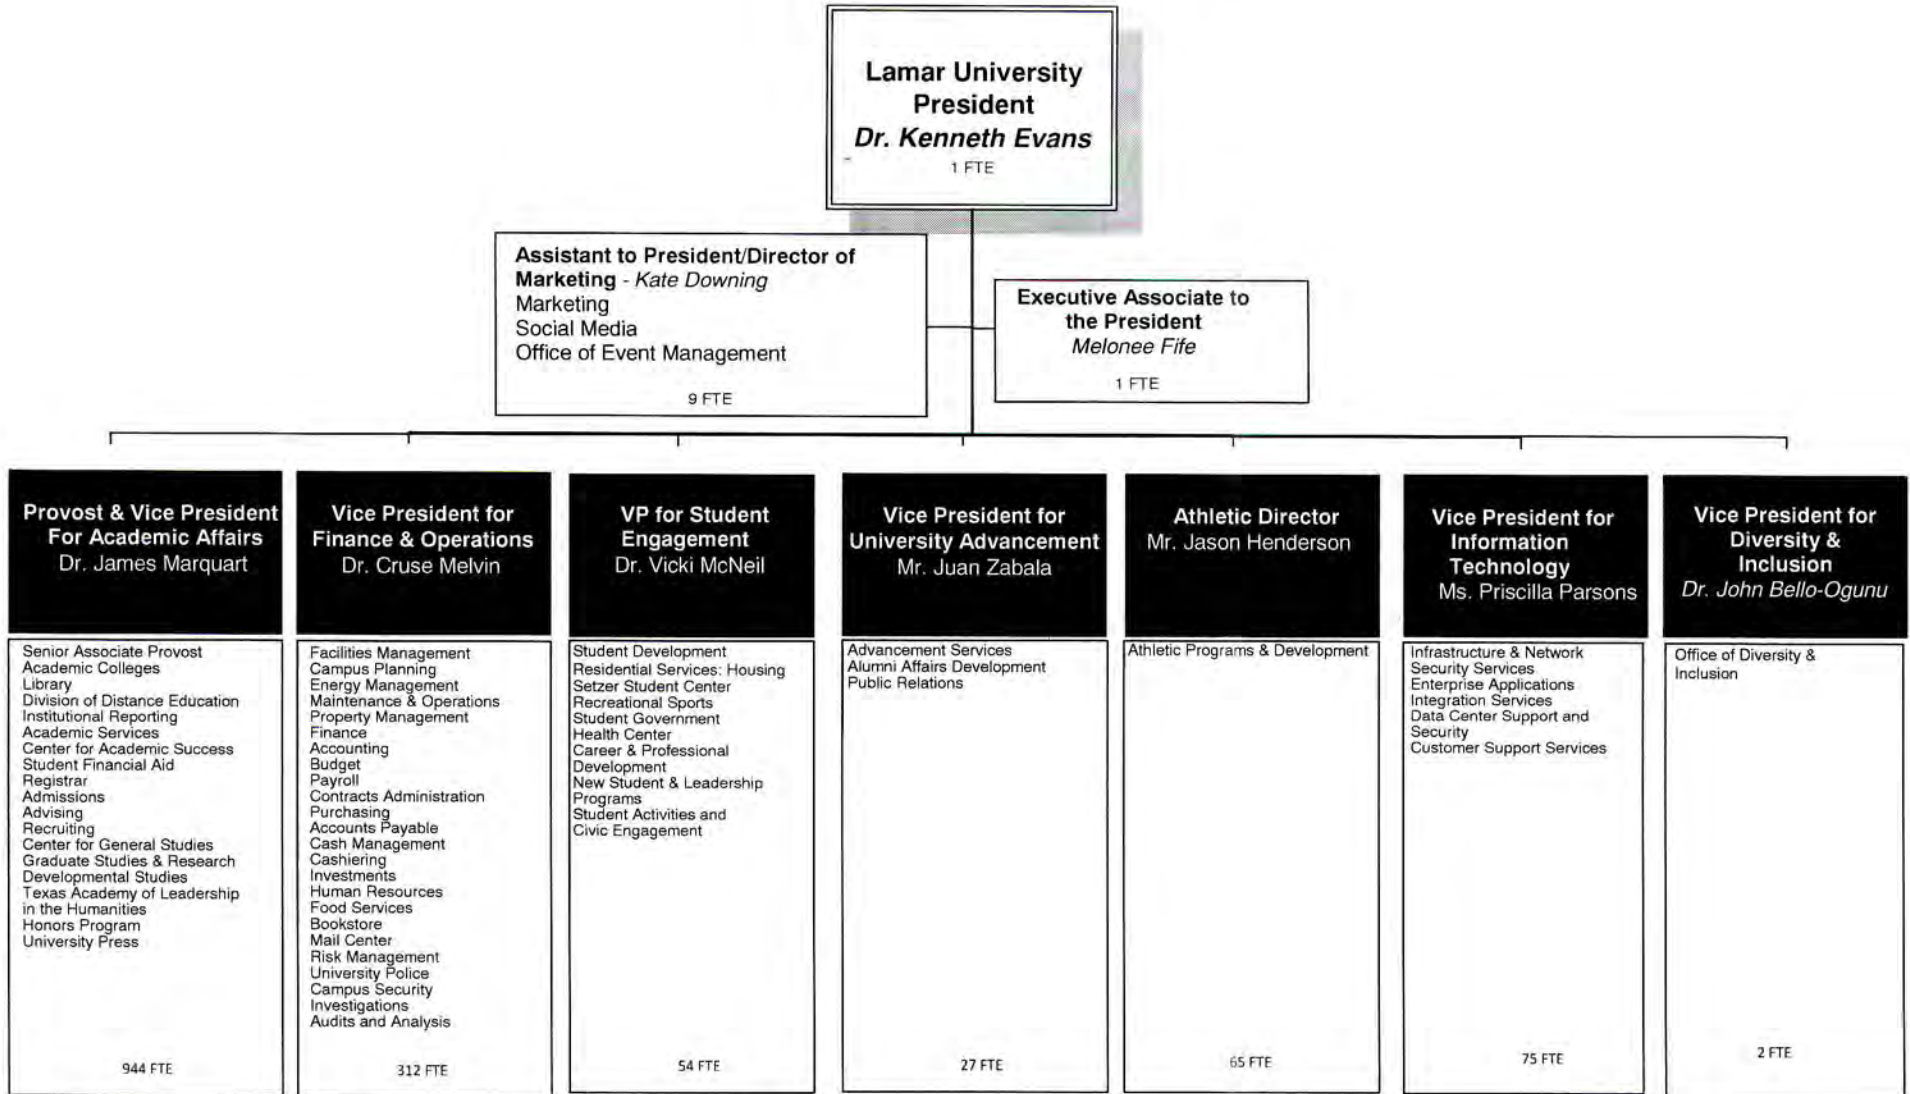 Lamar University
President
Dr. Kenneth Evans
1 FTE
Assistant to President/Director of
Marketing - Kate Downing
Marketing
Social Media
Office of Event Management
9 FTE
Executive Associate to
the President
Melonee Fife
1 FTE
Provost & Vice President
For Academic Affairs
Dr. James Marquart
Senior Associate Provost
Academic Colleges
Library
Division of Distance Education
Institutional Reporting
Academic Services
Center for Academic Success
Student Financial Aid
Registrar
Admissions
Advising
Recruiting
Center for General Studies
Graduate Studies & Research
Developmental Studies
Texas Academy of Leadership
in the Humanities
Honors Program
University Press
944 FTE
Vice President for
Finance & Operations
Dr. Cruse Melvin
Facilities Management
Campus Planning
Energy Management
Maintenance & Operations
Property Management
Finance
Accounting
Budget
Payroll
Contracts Administration
Purchasing
Accounts Payable
Cash Management
Cashiering
Investments
Human Resources
Food Services
Bookstore
Mail Center
Risk Management
University Police
Campus Security
Investigations
Audits and Analysis
312 FTE
VP for Student
Engagement
Dr. Vicki McNeil
Student Development
Residential Services: Housing
Setzer Student Center
Recreational Sports
Student Government
Health Center
Career & Professional
Development
New Student & Leadership
Programs
Student Activities and
Civic Engagement
54 FTE
Vice President for
University Advancement
Mr. Juan Zabala
Advancement Services
Alumni Affairs Development
Public Relations
27 FTE
Athletic Director
Mr. Jason Henderson
Athletic Programs & Development
65 FTE
Vice President for
Information
Technology
Ms. Priscilla Parsons
Infrastructure & Network
Security Services
Enterprise Applications
Integration Services
Data Center Support and
Security
Customer Support Services
75 FTE
Vice President for
Diversity &
Inclusion
Dr. John Bello-Ogunu
Office of Diversity &
Inclusion
2 FTE